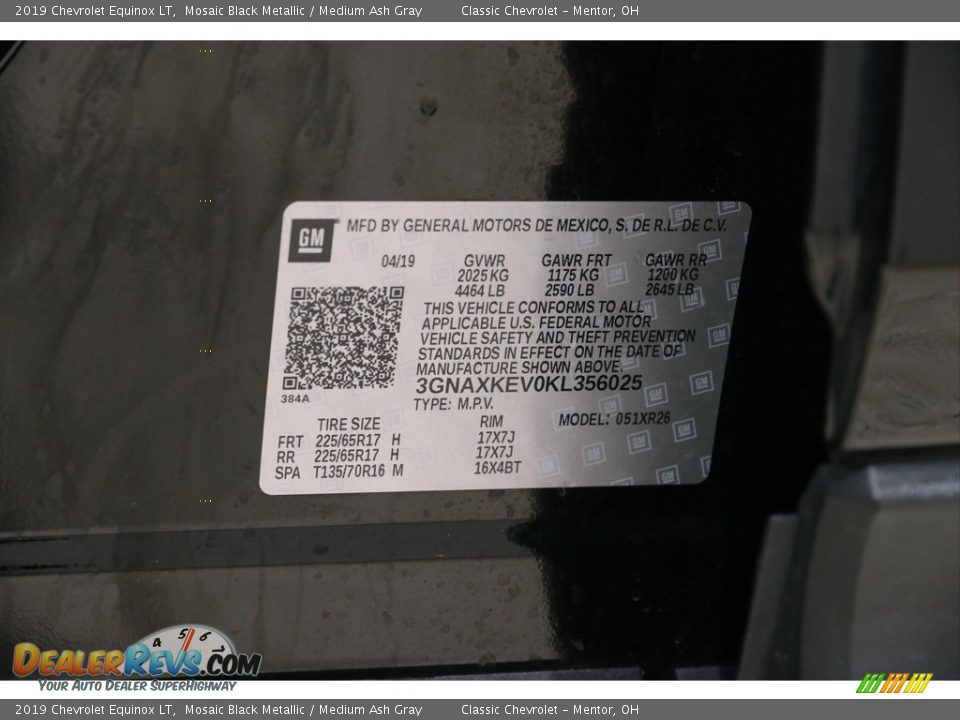 2019 Chevrolet Equinox LT, Mosaic Black Metallic / Medium Ash Gray Classic Chevrolet - Mentor, OH
GM MFD BY GENERAL MOTORS DE MEXICO, S. DE R.L. DE C.V.
04/19 GVWR GAWR FRT GAWR RR
2025 KG 1175 KG 1200 KG
4464 LB 2590 LB 2645 LB
THIS VEHICLE CONFORMS TO ALL
APPLICABLE U.S. FEDERAL MOTOR
VEHICLE SAFETY AND THEFT PREVENTION
STANDARDS IN EFFECT ON THE DATE OF
MANUFACTURE SHOWN ABOVE.
3GNAXKEV0KL356025
384A
TYPE: M.P.V. MODEL: 051XR26
TIRE SIZE RIM
FRT 225/65R17 H 17X7J
RR 225/65R17 H 17X7J
SPA T135/70R16 M 16X4BT
4 5 6
DealerRevs.com
Your Auto Dealer SuperHighway
2019 Chevrolet Equinox LT, Mosaic Black Metallic / Medium Ash Gray Classic Chevrolet - Mentor, OH